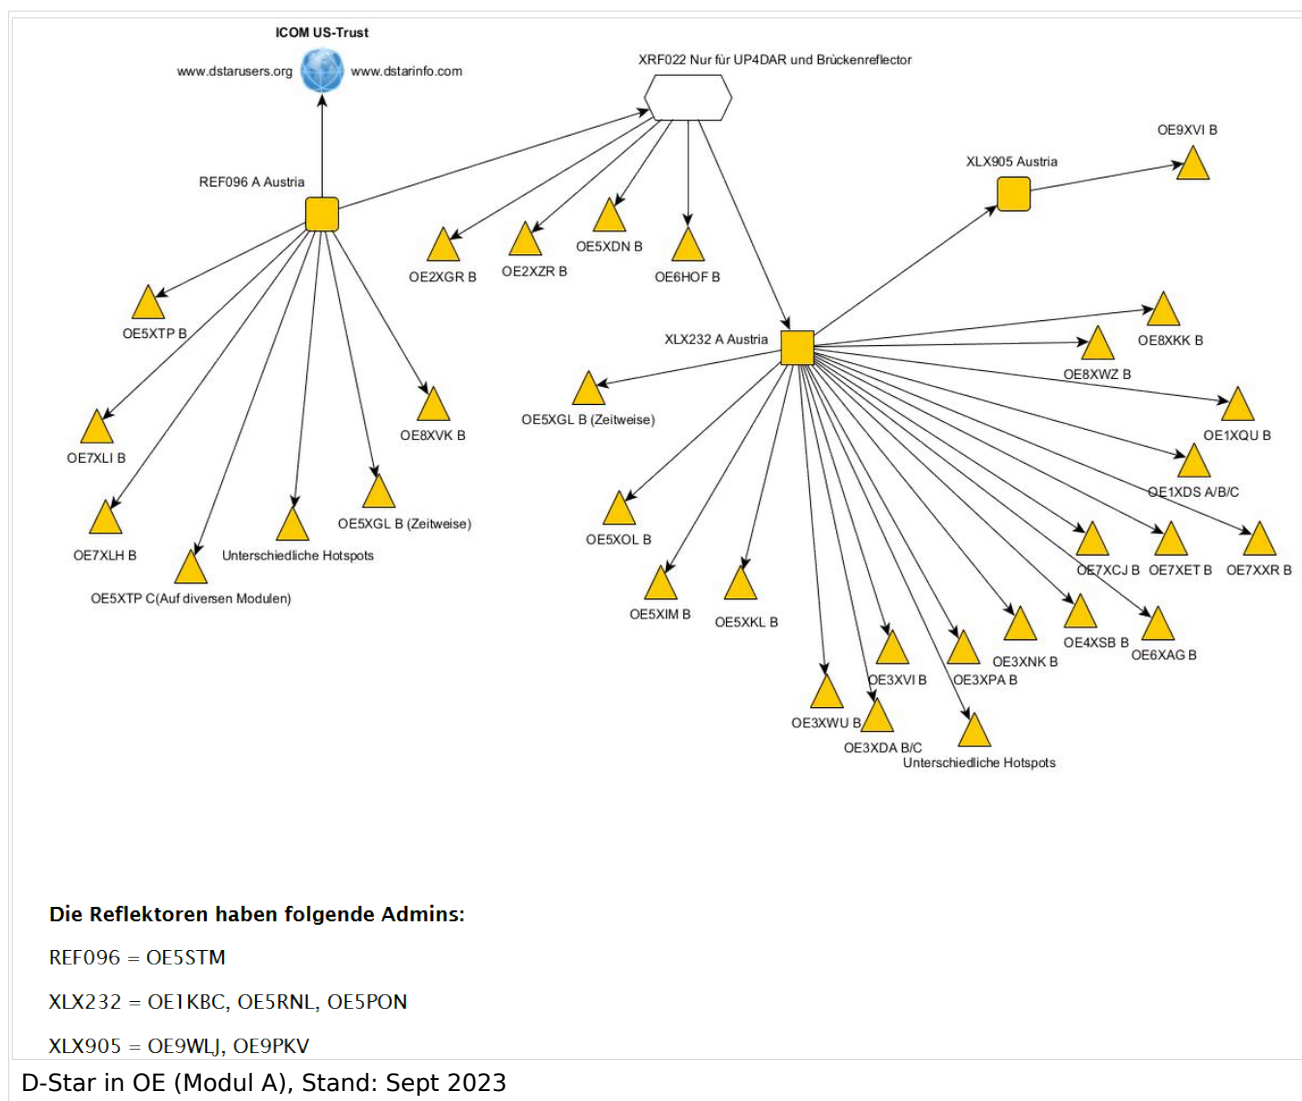 ICOM US-Trust
www.dstarusers.org
www.dstarinfo.com
XRF022 Nur für UP4DAR und Brückenreflector
OE9XVI B
XLX905 Austria
REF096 A Austria
OE5XDN B
OE2XZR B
OE2XGR B
OE6HOF B
OE5XTP B
XLX232 A Austria
OE8XKK B
OE8XWZ B
OE5XGL B (Zeitweise)
OE8XVK B
OE1XQU B
OE7XLI B
OE1XDS A/B/C
OE5XGL B (Zeitweise)
OE5XOL B
OE7XLH B
Unterschiedliche Hotspots
OE7XCJ B
OE7XET B
OE7XXR B
OE5XTP C(Auf diversen Modulen)
OE5XIM B
OE5XKL B
OE4XSB B
OE6XAG B
OE3XNK B
OE3XVI B
OE3XPA B
OE3XWU B
OE3XDA B/C
Unterschiedliche Hotspots
Die Reflektoren haben folgende Admins:
REF096 = OE5STM
XLX232 = OE1KBC, OE5RNL, OE5PON
XLX905 = OE9WLJ, OE9PKV
D-Star in OE (Modul A), Stand: Sept 2023